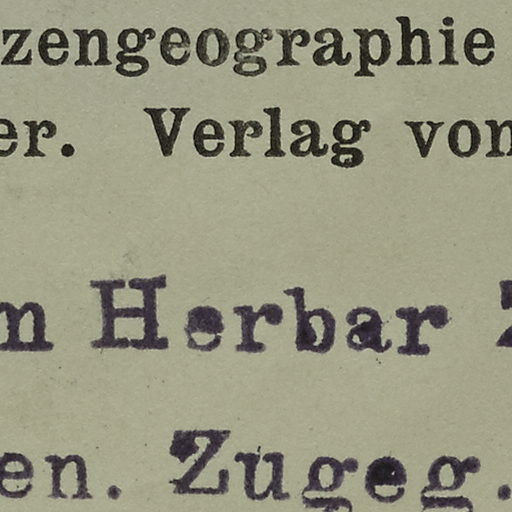 zengeographie
er. Verlag von
m Herbar
en. Zugeg.